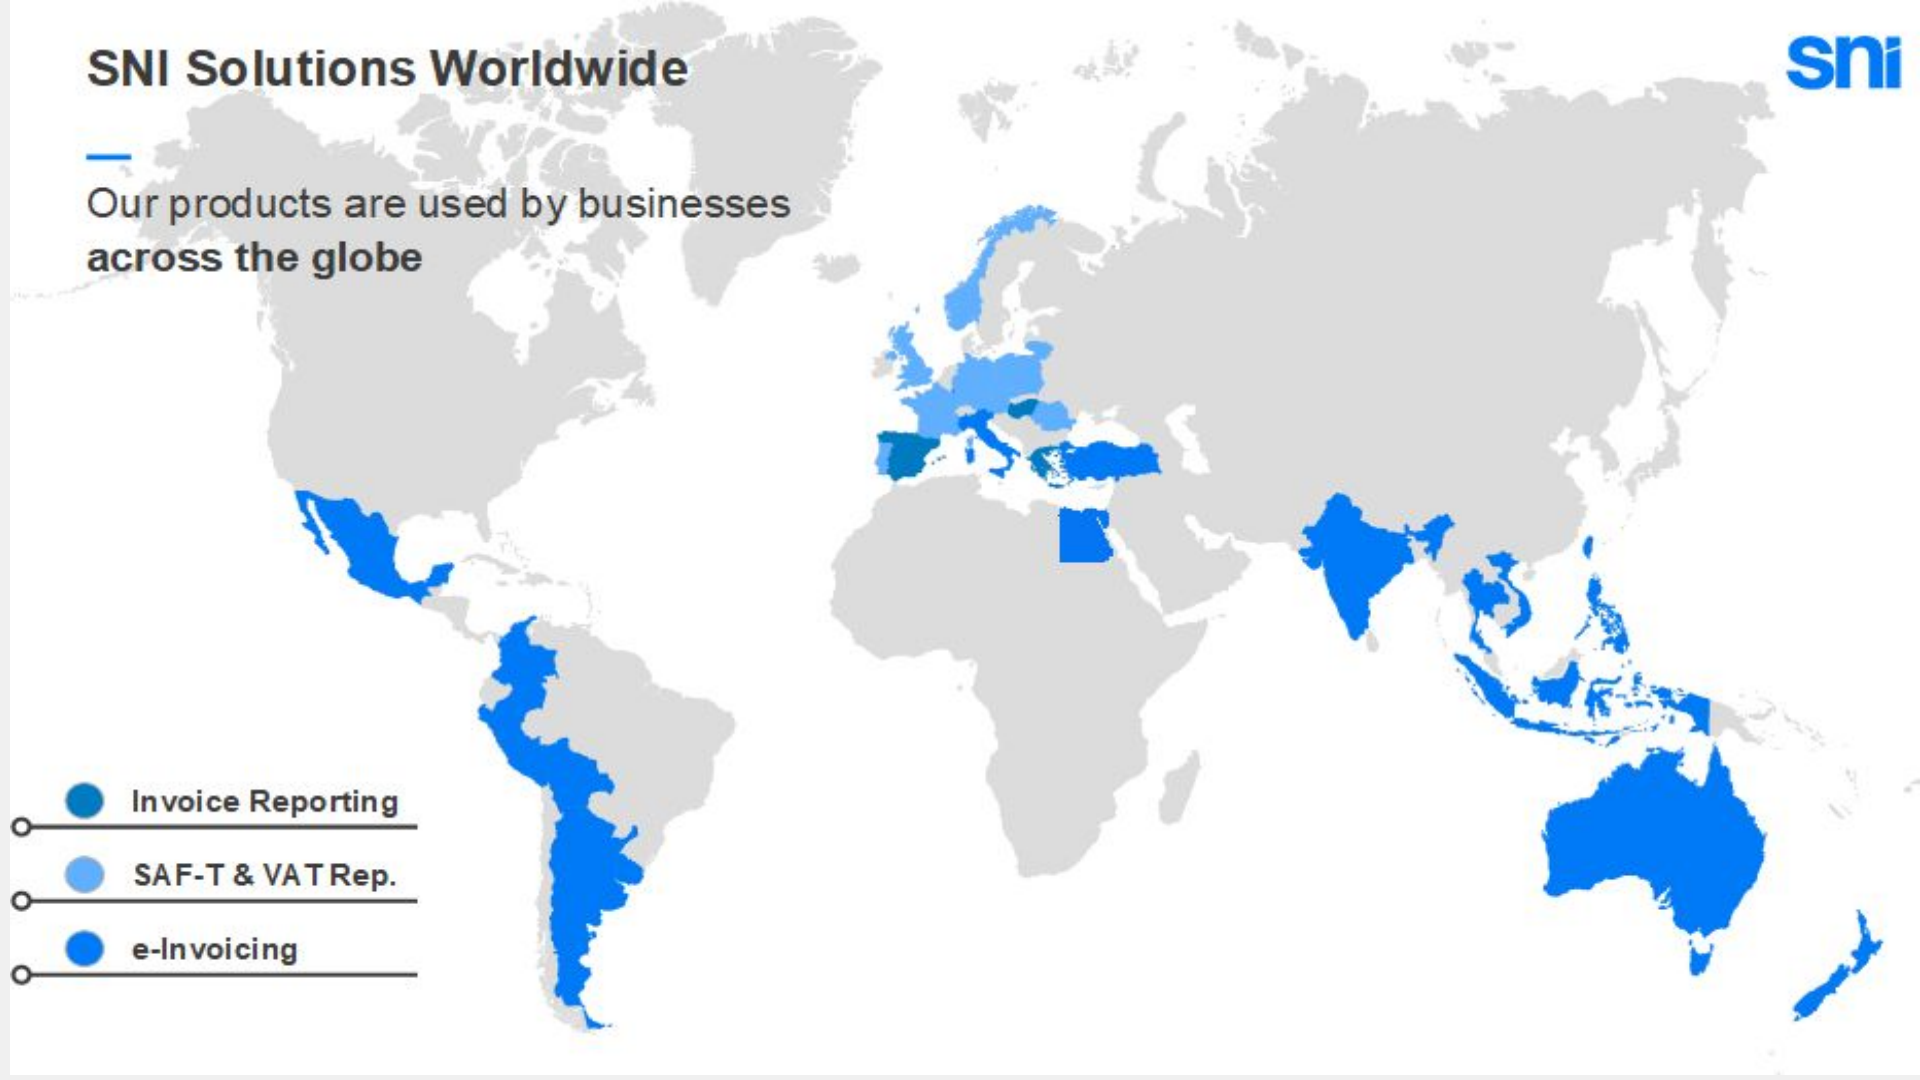 SNI Solutions Worldwide
sni
Our products are used by businesses
across the globe
Invoice Reporting
SAF-T & VAT Rep.
e-Invoicing